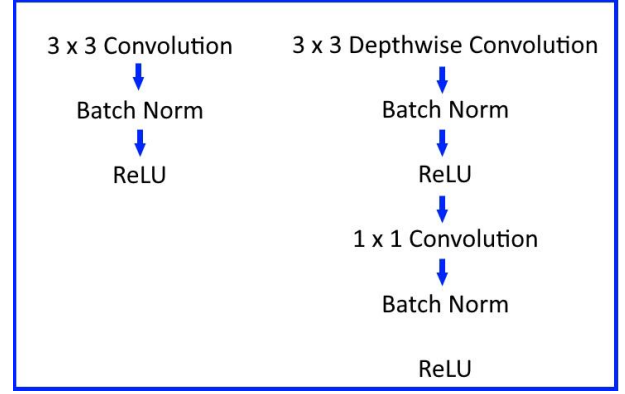 3 x 3 Convolution
Batch Norm
ReLU
3 x 3 Depthwise Convolution
Batch Norm
ReLU
1 x 1 Convolution
Batch Norm
ReLU